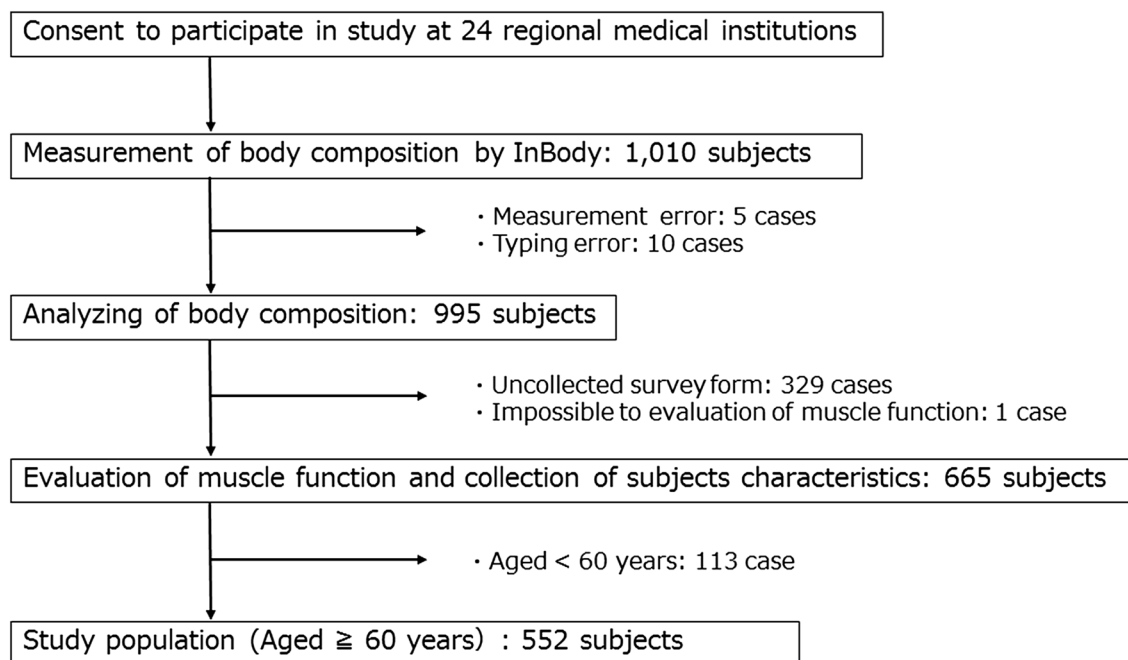 Consent to participate in study at 24 regional medical institutions
Measurement of body composition by InBody: 1,010 subjects
・Measurement error: 5 cases
・Typing error: 10 cases
Analyzing of body composition: 995 subjects
・Uncollected survey form: 329 cases
・Impossible to evaluation of muscle function: 1 case
Evaluation of muscle function and collection of subjects characteristics: 665 subjects
・Aged < 60 years: 113 case
Study population (Aged ≧ 60 years) : 552 subjects